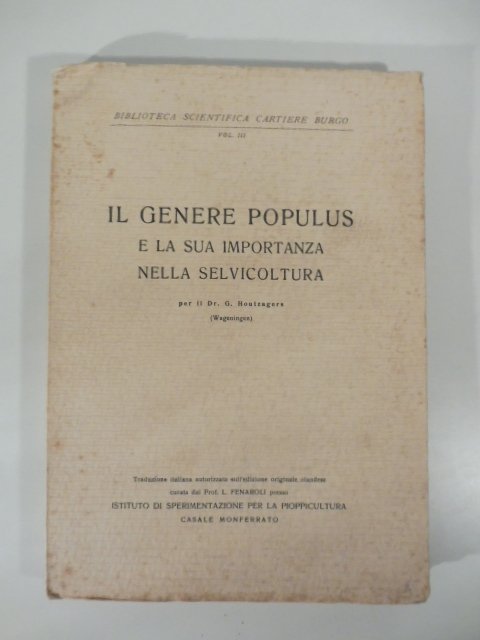 BIBLIOTECA SCIENTIFICA CARTIERE BURGO
VOL. III
IL GENERE POPULUS
E LA SUA IMPORTANZA
NELLA SELVICOLTURA
per il Dr. G. Houtzagers
(Wageningen)
Traduzione italiana autorizzata sull'edizione originale olandese
curata dal Prof. L. FENAROLI presso
ISTITUTO DI SPERIMENTAZIONE PER LA PIOPPICULTURA
CASALE MONFERRATO